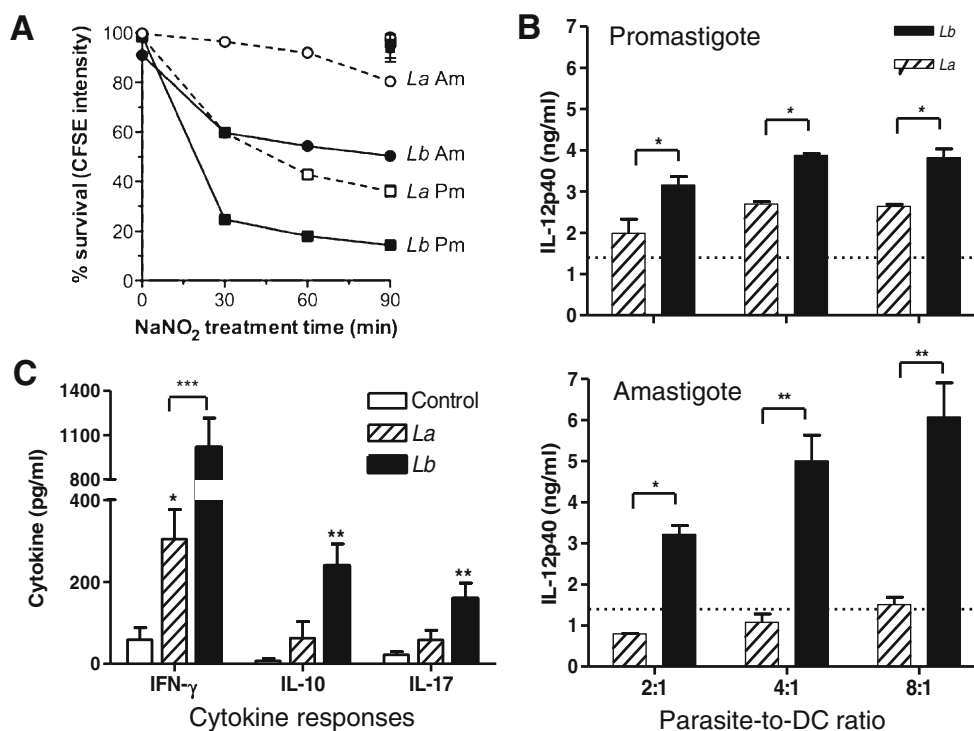 A
% survival (CFSE intensity)
100
80
60
40
20
0
La Am
Lb Am
La Pm
Lb Pm
0 30 60 90
NaNO2 treatment time (min)
B
Promastigote
Lb
La
IL-12p40 (ng/ml)
7
6
5
4
3
2
1
0
* * *
Amastigote
IL-12p40 (ng/ml)
7
6
5
4
3
2
1
0
* ** **
2:1 4:1 8:1
Parasite-to-DC ratio
C
Cytokine (pg/ml)
1400
1100
800
400
200
0
Control
La
Lb
***
* ** **
IFN-γ IL-10 IL-17
Cytokine responses